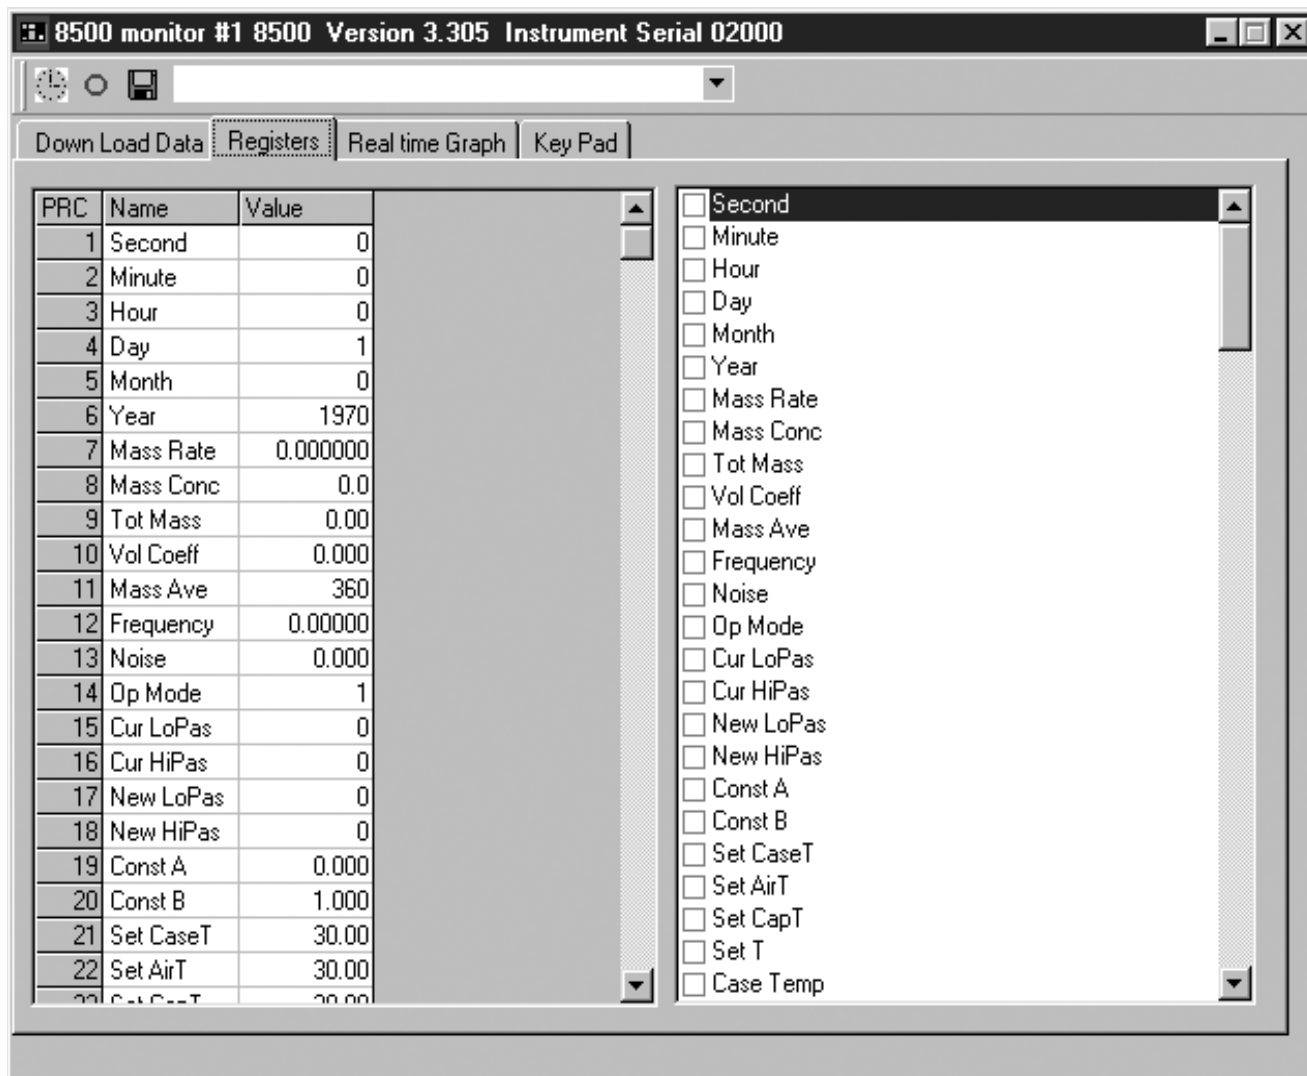 8500 monitor #1 8500 Version 3.305 Instrument Serial 02000
Down Load Data Registers Real time Graph Key Pad
PRC Name Value
1 Second 0
2 Minute 0
3 Hour 0
4 Day 1
5 Month 0
6 Year 1970
7 Mass Rate 0.000000
8 Mass Conc 0.0
9 Tot Mass 0.00
10 Vol Coeff 0.000
11 Mass Ave 360
12 Frequency 0.00000
13 Noise 0.000
14 Op Mode 1
15 Cur LoPas 0
16 Cur HiPas 0
17 New LoPas 0
18 New HiPas 0
19 Const A 0.000
20 Const B 1.000
21 Set CaseT 30.00
22 Set AirT 30.00
Second
Minute
Hour
Day
Month
Year
Mass Rate
Mass Conc
Tot Mass
Vol Coeff
Mass Ave
Frequency
Noise
Op Mode
Cur LoPas
Cur HiPas
New LoPas
New HiPas
Const A
Const B
Set CaseT
Set AirT
Set CapT
Set T
Case Temp